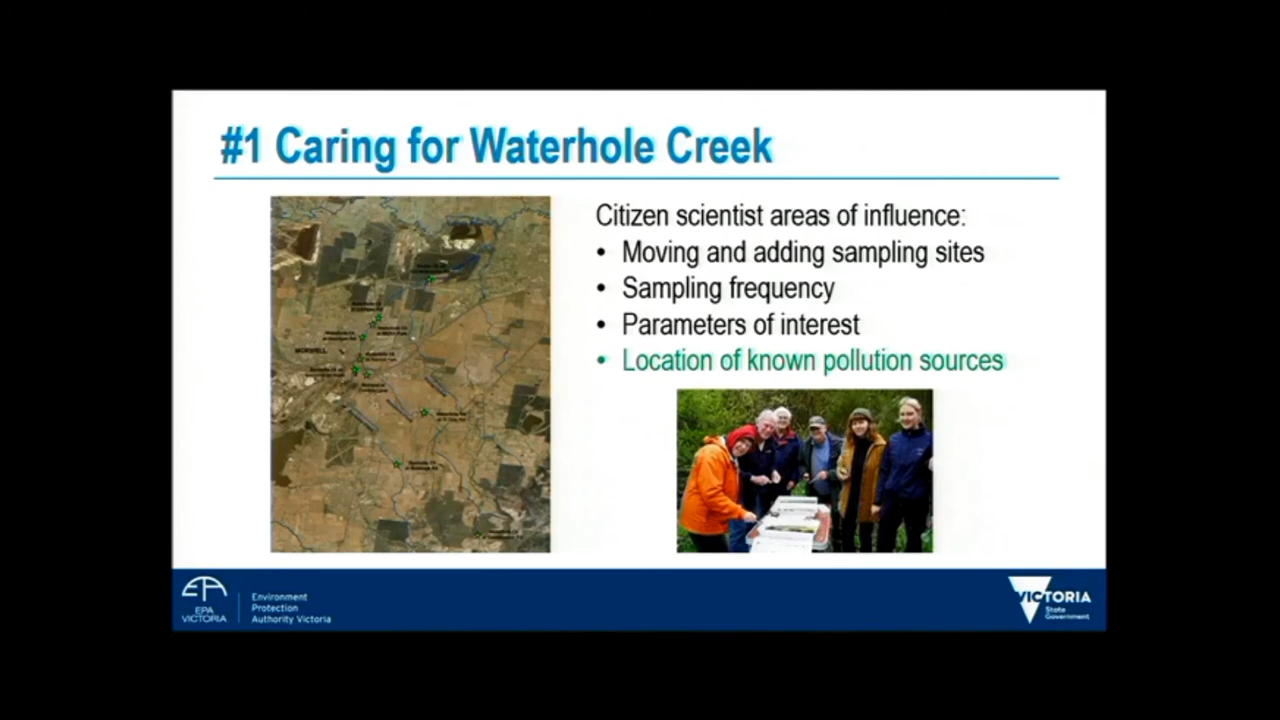 #1 Caring for Waterhole Creek
Citizen scientist areas of influence:
• Moving and adding sampling sites
• Sampling frequency
• Parameters of interest
• Location of known pollution sources
MORWELL
EPA
VICTORIA
Environment
Protection
Authority Victoria
VICTORIA
State
Government